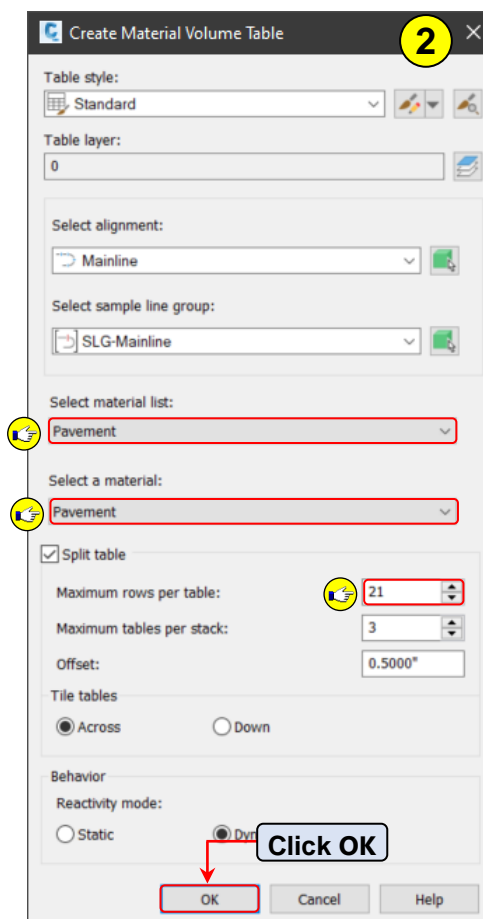 Create Material Volume Table
2
Table style:
Standard
Table layer:
0
Select alignment:
Mainline
Select sample line group:
SLG-Mainline
Select material list:
Pavement
Select a material:
Pavement
Split table
Maximum rows per table:
21
Maximum tables per stack:
3
Offset:
0.5000"
Tile tables
Across
Down
Behavior
Reactivity mode:
Static
Click OK
OK
Cancel
Help